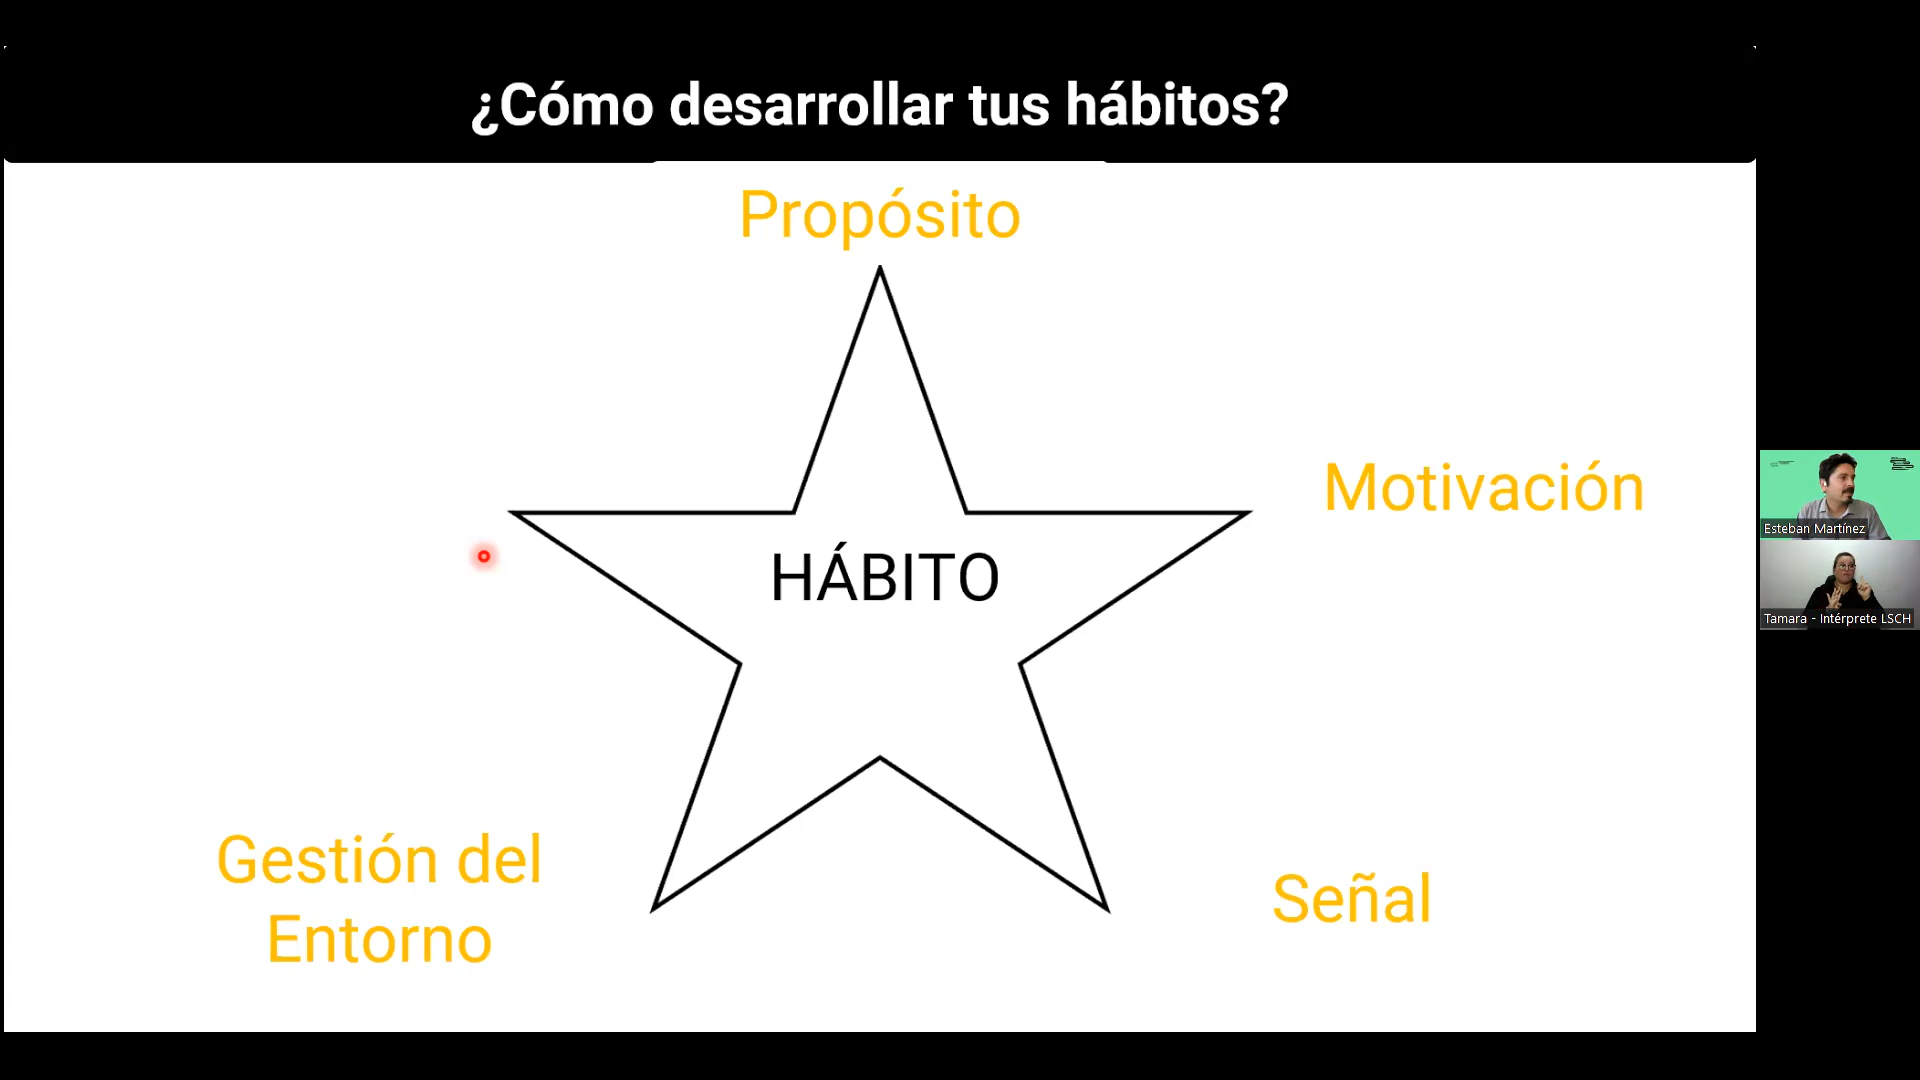 ¿Cómo desarrollar tus hábitos?
Propósito
Motivación
HÁBITO
Gestión del
Entorno
Señal
Esteban Martínez
Tamara - Intérprete LSCH